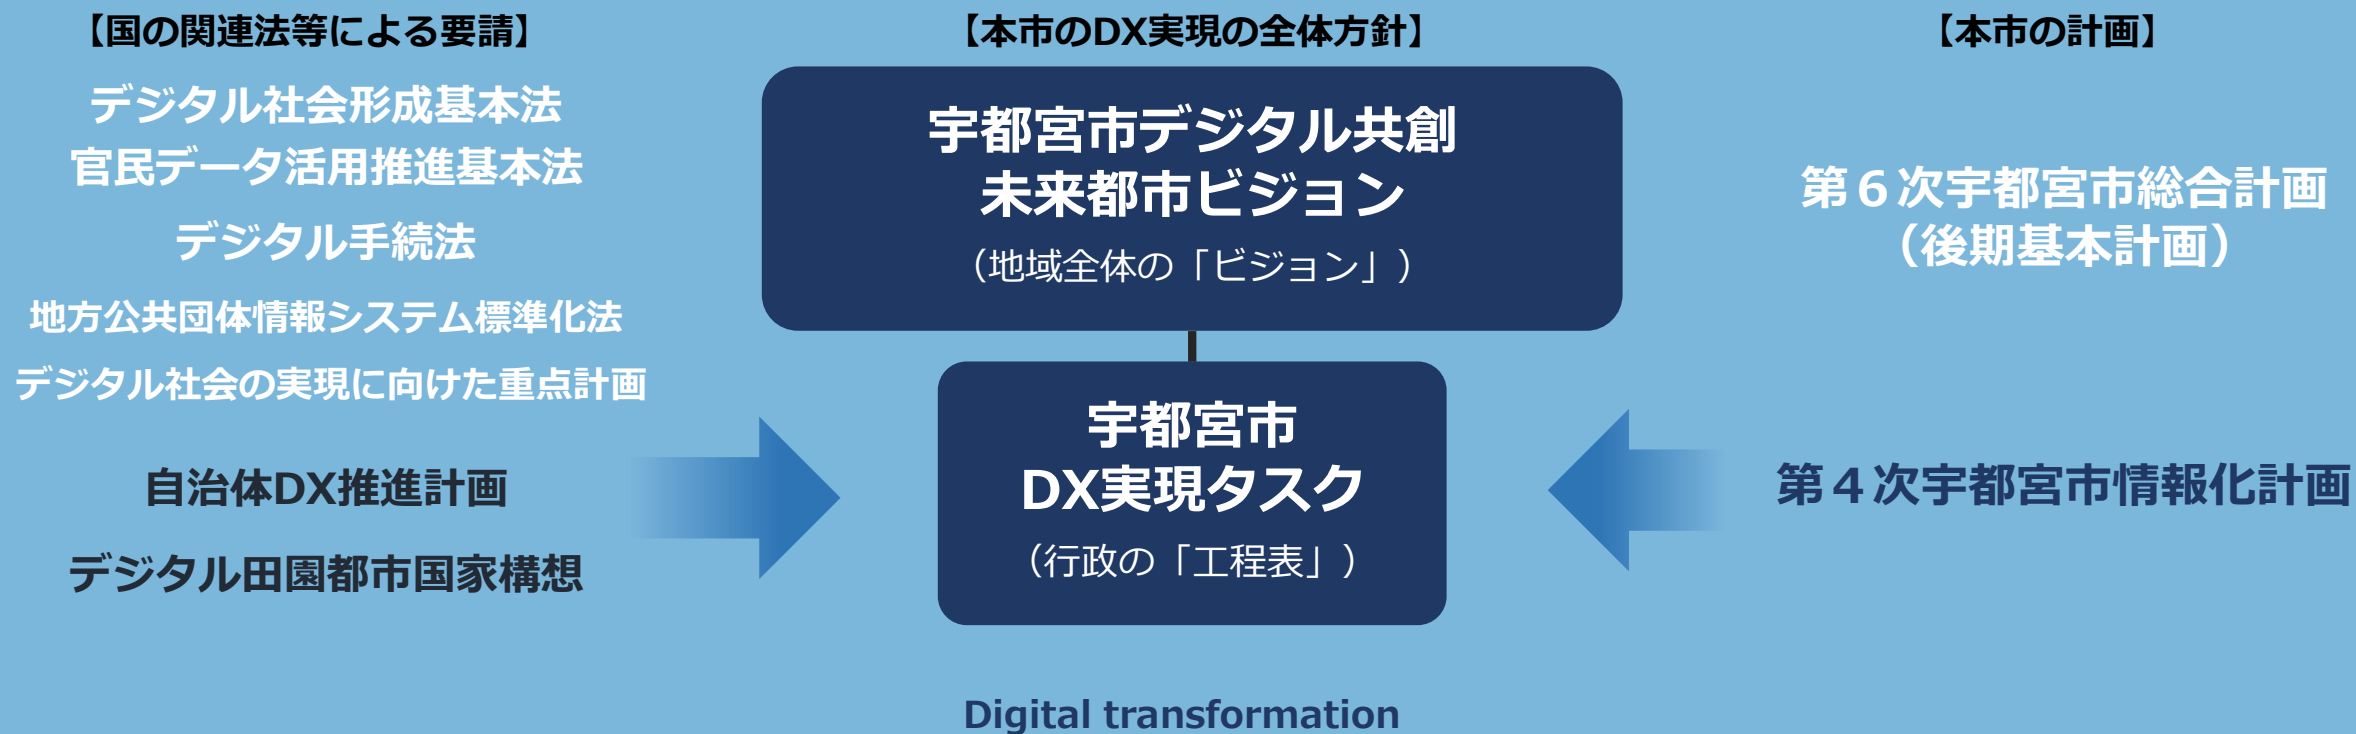 【国の関連法等による要請】
デジタル社会形成基本法
官民データ活用推進基本法
デジタル手続法
地方公共団体情報システム標準化法
デジタル社会の実現に向けた重点計画
自治体DX推進計画
デジタル田園都市国家構想
【本市のDX実現の全体方針】
宇都宮市デジタル共創
未来都市ビジョン
（地域全体の「ビジョン」）
宇都宮市
DX実現タスク
（行政の「工程表」）
【本市の計画】
第６次宇都宮市総合計画
（後期基本計画）
第４次宇都宮市情報化計画
Digital transformation